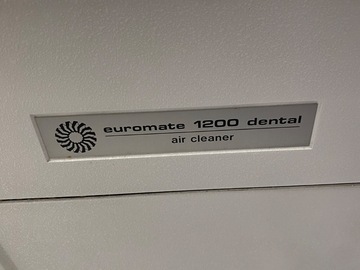 euromate 1200 dental
air cleaner